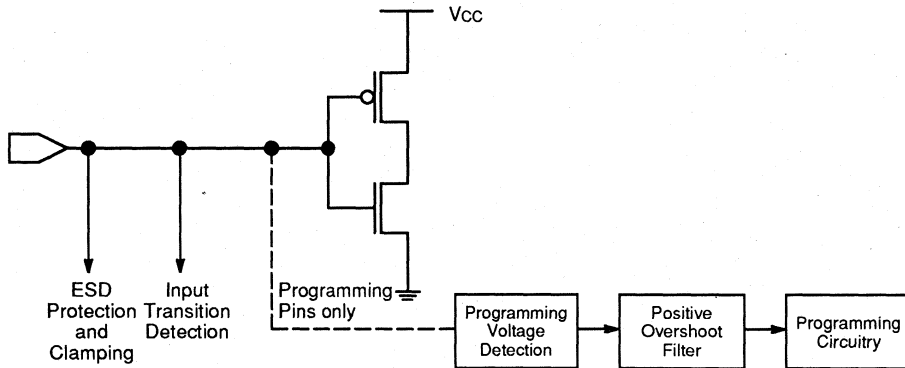 VCC
ESD
Protection
and
Clamping
Input
Transition
Detection
Programming
Pins only
Programming
Voltage
Detection
Positive
Overshoot
Filter
Programming
Circuitry